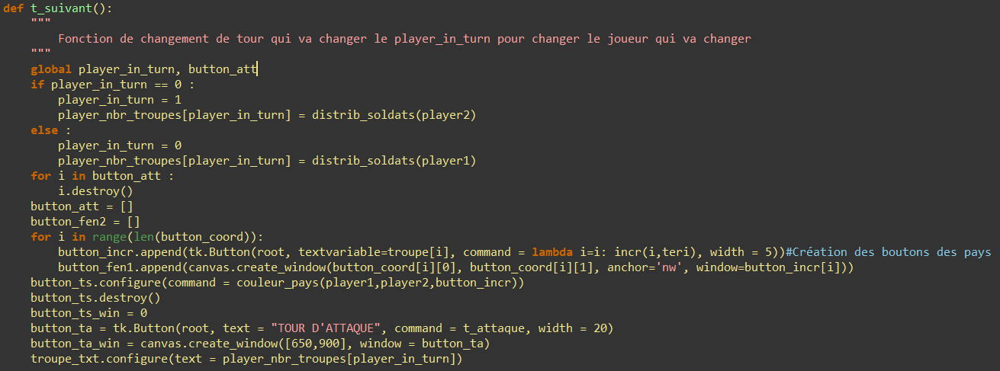 def t_suivant():
    """
        Fonction de changement de tour qui va changer le player_in_turn pour changer le joueur qui va changer
    """
    global player_in_turn, button_att
    if player_in_turn == 0 :
        player_in_turn = 1
        player_nbr_troupes[player_in_turn] = distrib_soldats(player2)
    else :
        player_in_turn = 0
        player_nbr_troupes[player_in_turn] = distrib_soldats(player1)
    for i in button_att :
        i.destroy()
    button_att = []
    button_fen2 = []
    for i in range(len(button_coord)):
        button_incr.append(tk.Button(root, textvariable=troupe[i], command = lambda i=i: incr(i,teri), width = 5))#Création des boutons des pays
        button_fen1.append(canvas.create_window(button_coord[i][0], button_coord[i][1], anchor='nw', window=button_incr[i]))
    button_ts.configure(command = couleur_pays(player1,player2,button_incr))
    button_ts.destroy()
    button_ts_win = 0
    button_ta = tk.Button(root, text = "TOUR D'ATTAQUE", command = t_attaque, width = 20)
    button_ta_win = canvas.create_window([650,900], window = button_ta)
    troupe_txt.configure(text = player_nbr_troupes[player_in_turn])